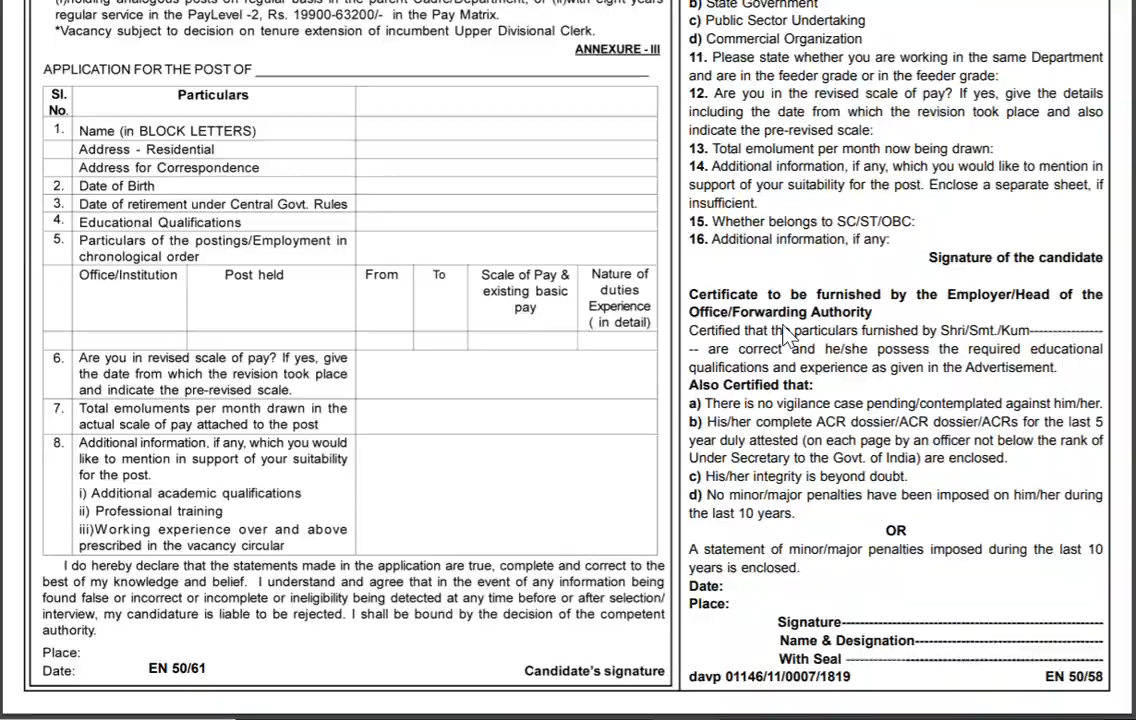 (i)holding analogous posts on regular basis in the parent Cadre/Department, or (ii)with eight years
regular service in the PayLevel -2, Rs. 19900-63200/- in the Pay Matrix.
*Vacancy subject to decision on tenure extension of incumbent Upper Divisional Clerk.
ANNEXURE - III
APPLICATION FOR THE POST OF
Sl. No. Particulars
1. Name (in BLOCK LETTERS)
Address - Residential
Address for Correspondence
2. Date of Birth
3. Date of retirement under Central Govt. Rules
4. Educational Qualifications
5. Particulars of the postings/Employment in
chronological order
Office/Institution Post held From To Scale of Pay & existing basic pay Nature of duties Experience ( in detail)
6. Are you in revised scale of pay? If yes, give
the date from which the revision took place
and indicate the pre-revised scale.
7. Total emoluments per month drawn in the
actual scale of pay attached to the post
8. Additional information, if any, which you would
like to mention in support of your suitability
for the post.
i) Additional academic qualifications
ii) Professional training
iii)Working experience over and above
prescribed in the vacancy circular
I do hereby declare that the statements made in the application are true, complete and correct to the
best of my knowledge and belief. I understand and agree that in the event of any information being
found false or incorrect or incomplete or ineligibility being detected at any time before or after selection/
interview, my candidature is liable to be rejected. I shall be bound by the decision of the competent
authority.
Place:
Date: EN 50/61 Candidate's signature
b) State Government
c) Public Sector Undertaking
d) Commercial Organization
11. Please state whether you are working in the same Department
and are in the feeder grade or in the feeder grade:
12. Are you in the revised scale of pay? If yes, give the details
including the date from which the revision took place and also
indicate the pre-revised scale:
13. Total emolument per month now being drawn:
14. Additional information, if any, which you would like to mention in
support of your suitability for the post. Enclose a separate sheet, if
insufficient.
15. Whether belongs to SC/ST/OBC:
16. Additional information, if any:
Signature of the candidate
Certificate to be furnished by the Employer/Head of the
Office/Forwarding Authority
Certified that the particulars furnished by Shri/Smt./Kum----------------
-- are correct and he/she possess the required educational
qualifications and experience as given in the Advertisement.
Also Certified that:
a) There is no vigilance case pending/contemplated against him/her.
b) His/her complete ACR dossier/ACR dossier/ACRs for the last 5
year duly attested (on each page by an officer not below the rank of
Under Secretary to the Govt. of India) are enclosed.
c) His/her integrity is beyond doubt.
d) No minor/major penalties have been imposed on him/her during
the last 10 years.
OR
A statement of minor/major penalties imposed during the last 10
years is enclosed.
Date:
Place:
Signature------------------------------------------------
Name & Designation----------------------------------
With Seal -----------------------------------------------
davp 01146/11/0007/1819 EN 50/58